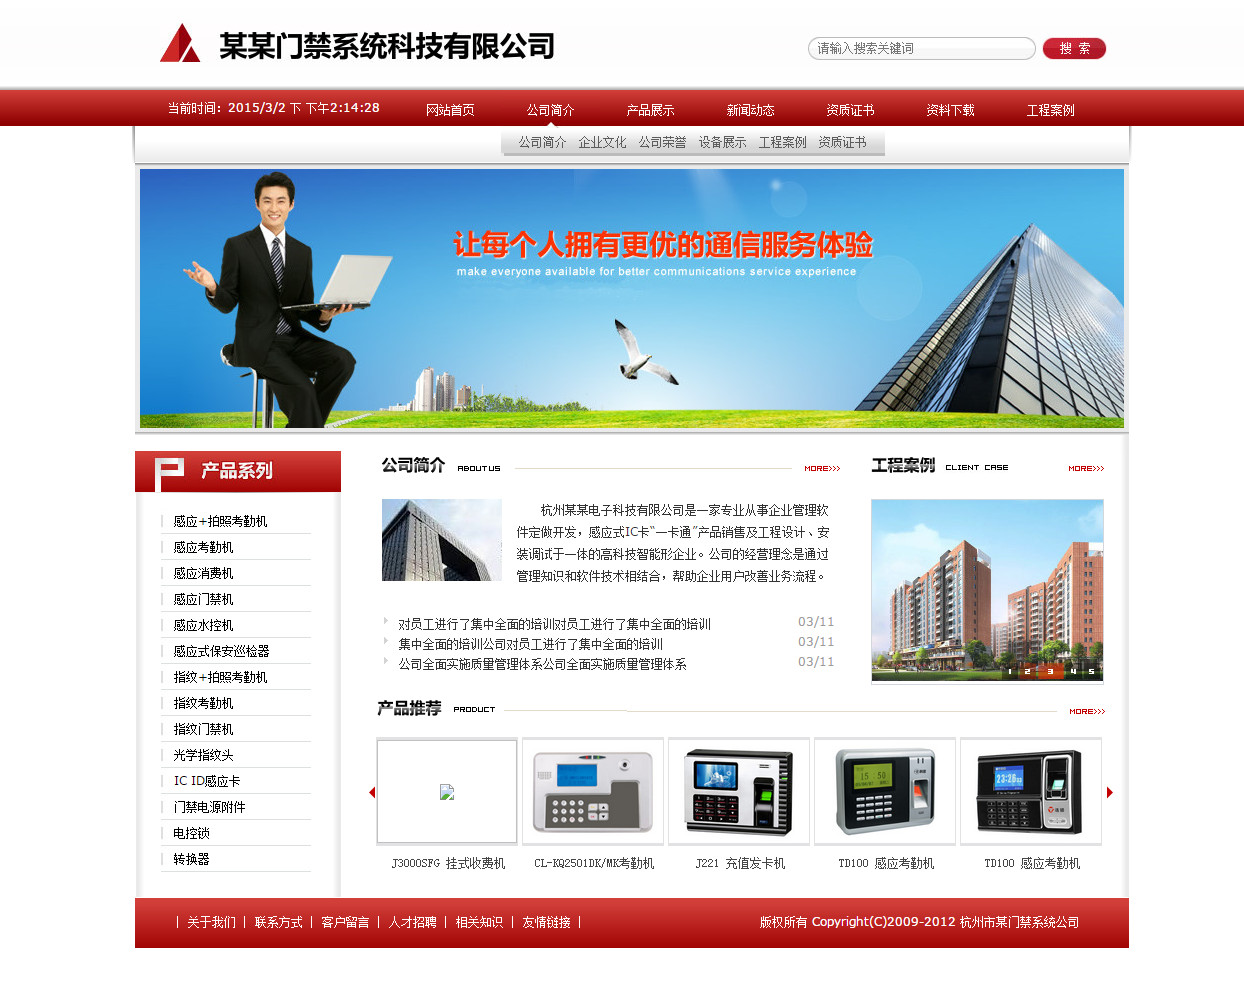 某某门禁系统科技有限公司
请输入搜索关键词
搜 索
当前时间：2015/3/2 下 下午2:14:28
网站首页 公司简介 产品展示 新闻动态 资质证书 资料下载 工程案例
公司简介 企业文化 公司荣誉 设备展示 工程案例 资质证书
让每个人拥有更优的通信服务体验
make everyone available for better communications service experience
产品系列
感应+拍照考勤机
感应考勤机
感应消费机
感应门禁机
感应水控机
感应式保安巡检器
指纹+拍照考勤机
指纹考勤机
指纹门禁机
光学指纹头
IC ID感应卡
门禁电源附件
电控锁
转换器
公司简介 ABOUT US MORE>>>
杭州某某电子科技有限公司是一家专业从事企业管理软
件定做开发，感应式IC卡“一卡通”产品销售及工程设计、安
装调试于一体的高科技智能形企业。公司的经营理念是通过
管理知识和软件技术相结合，帮助企业用户改善业务流程。
对员工进行了集中全面的培训对员工进行了集中全面的培训 03/11
集中全面的培训公司对员工进行了集中全面的培训 03/11
公司全面实施质量管理体系公司全面实施质量管理体系 03/11
工程案例 CLIENT CASE MORE>>>
1 2 3 4 5
产品推荐 PRODUCT MORE>>>
15:50
23:26
J3000SFG 挂式收费机
CL-KQ2501DK/MK考勤机
J221 充值发卡机
TD100 感应考勤机
TD100 感应考勤机
| 关于我们 | 联系方式 | 客户留言 | 人才招聘 | 相关知识 | 友情链接 |
版权所有 Copyright(C)2009-2012 杭州市某门禁系统公司